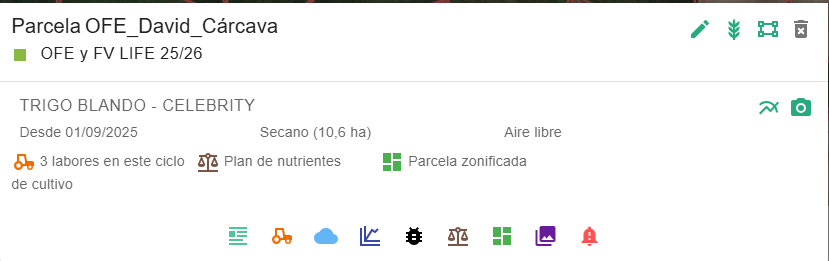 Parcela OFE_David_Cárcava
OFE y FV LIFE 25/26
TRIGO BLANDO - CELEBRITY
Desde 01/09/2025 Secano (10,6 ha) Aire libre
3 labores en este ciclo Plan de nutrientes Parcela zonificada
de cultivo